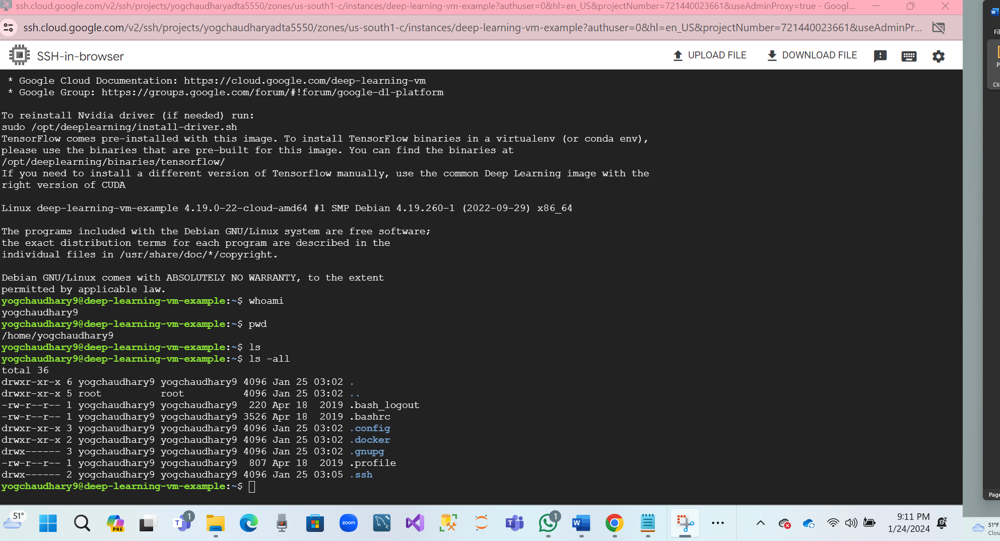 ssh.cloud.google.com/v2/ssh/projects/yogchaudharyadta5550/zones/us-south1-c/instances/deep-learning-vm-example?authuser=0&hl=en_US&projectNumber=721440023661&useAdminProxy=true - Googl...
ssh.cloud.google.com/v2/ssh/projects/yogchaudharyadta5550/zones/us-south1-c/instances/deep-learning-vm-example?authuser=0&hl=en_US&projectNumber=721440023661&useAdminPr...
SSH-in-browser
UPLOAD FILE
DOWNLOAD FILE
* Google Cloud Documentation: https://cloud.google.com/deep-learning-vm
* Google Group: https://groups.google.com/forum/#!forum/google-dl-platform
To reinstall Nvidia driver (if needed) run:
sudo /opt/deeplearning/install-driver.sh
TensorFlow comes pre-installed with this image. To install TensorFlow binaries in a virtualenv (or conda env),
please use the binaries that are pre-built for this image. You can find the binaries at
/opt/deeplearning/binaries/tensorflow/
If you need to install a different version of Tensorflow manually, use the common Deep Learning image with the
right version of CUDA
Linux deep-learning-vm-example 4.19.0-22-cloud-amd64 #1 SMP Debian 4.19.260-1 (2022-09-29) x86_64
The programs included with the Debian GNU/Linux system are free software;
the exact distribution terms for each program are described in the
individual files in /usr/share/doc/*/copyright.
Debian GNU/Linux comes with ABSOLUTELY NO WARRANTY, to the extent
permitted by applicable law.
yogchaudhary9@deep-learning-vm-example:~$ whoami
yogchaudhary9
yogchaudhary9@deep-learning-vm-example:~$ pwd
/home/yogchaudhary9
yogchaudhary9@deep-learning-vm-example:~$ ls
yogchaudhary9@deep-learning-vm-example:~$ ls -all
total 36
drwxr-xr-x 6 yogchaudhary9 yogchaudhary9 4096 Jan 25 03:02 .
drwxr-xr-x 5 root          root          4096 Jan 25 03:02 ..
-rw-r--r-- 1 yogchaudhary9 yogchaudhary9  220 Apr 18  2019 .bash_logout
-rw-r--r-- 1 yogchaudhary9 yogchaudhary9 3526 Apr 18  2019 .bashrc
drwxr-xr-x 3 yogchaudhary9 yogchaudhary9 4096 Jan 25 03:02 .config
drwxr-xr-x 2 yogchaudhary9 yogchaudhary9 4096 Jan 25 03:02 .docker
drwx------ 3 yogchaudhary9 yogchaudhary9 4096 Jan 25 03:02 .gnupg
-rw-r--r-- 1 yogchaudhary9 yogchaudhary9  807 Apr 18  2019 .profile
drwx------ 2 yogchaudhary9 yogchaudhary9 4096 Jan 25 03:05 .ssh
yogchaudhary9@deep-learning-vm-example:~$
51°
PRE
T
1
zoom
T
1
W
9:11 PM
1/24/2024
W
Fil
P
Cli
Page
51°F
Clou